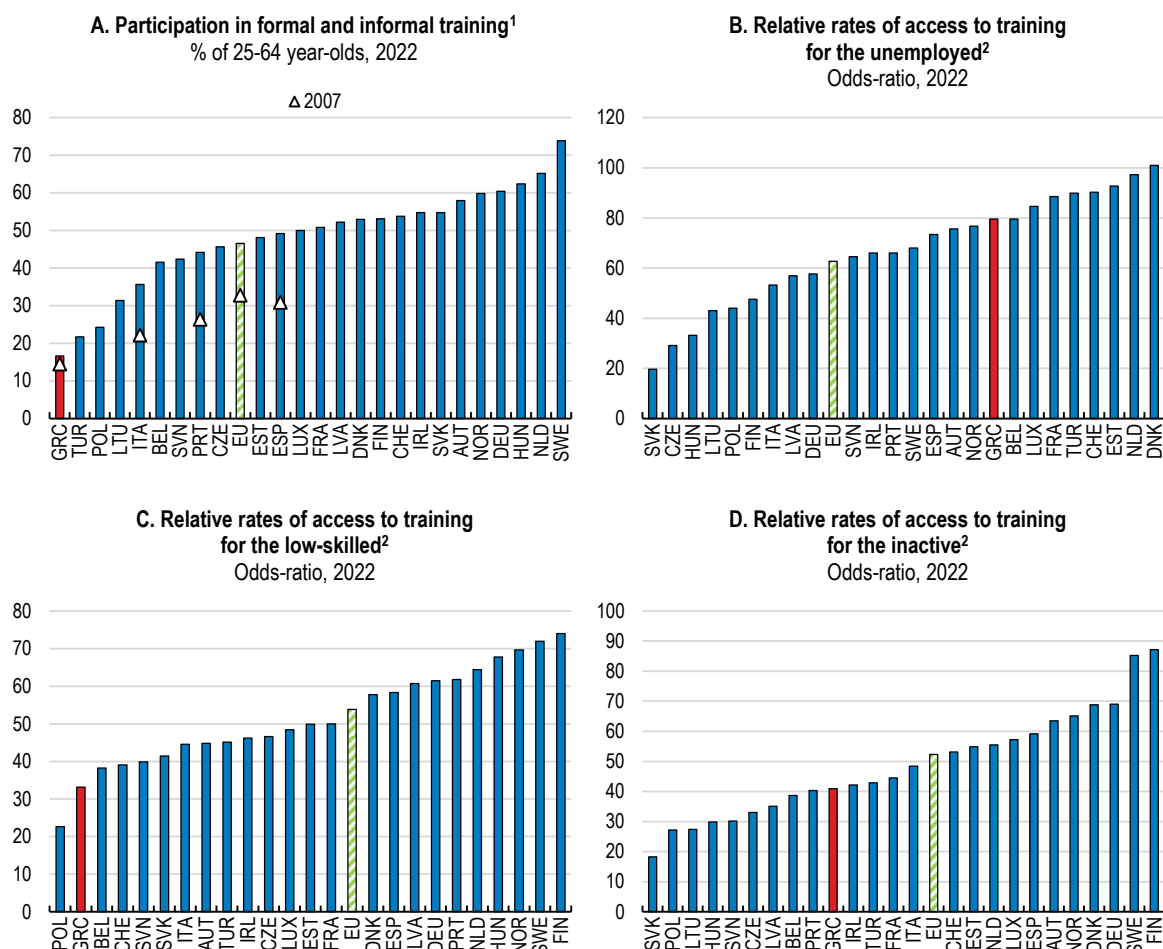 A. Participation in formal and informal training¹
% of 25-64 year-olds, 2022
2007
80
70
60
50
40
30
20
10
0
GRC TUR POL LTU ITA BEL SVN PRT CZE EU EST ESP LUX FRA LVA DNK FIN CHE IRL SVK AUT NOR DEU HUN NLD SWE
B. Relative rates of access to training
for the unemployed²
Odds-ratio, 2022
120
100
80
60
40
20
0
SVK CZE HUN LTU POL FIN ITA LVA DEU EU SVN IRL PRT SWE ESP AUT NOR GRC BEL LUX FRA TUR CHE EST NLD DNK
C. Relative rates of access to training
for the low-skilled²
Odds-ratio, 2022
80
70
60
50
40
30
20
10
0
POL GRC BEL CHE SVN SVK ITA AUT TUR IRL CZE LUX EST FRA EU DNK ESP LVA DEU PRT NLD HUN NOR SWE FIN
D. Relative rates of access to training
for the inactive²
Odds-ratio, 2022
100
90
80
70
60
50
40
30
20
10
0
SVK POL LTU HUN SVN CZE LVA BEL PRT GRC IRL TUR FRA ITA EU CHE EST NLD LUX ESP AUT NOR DNK DEU SWE FIN